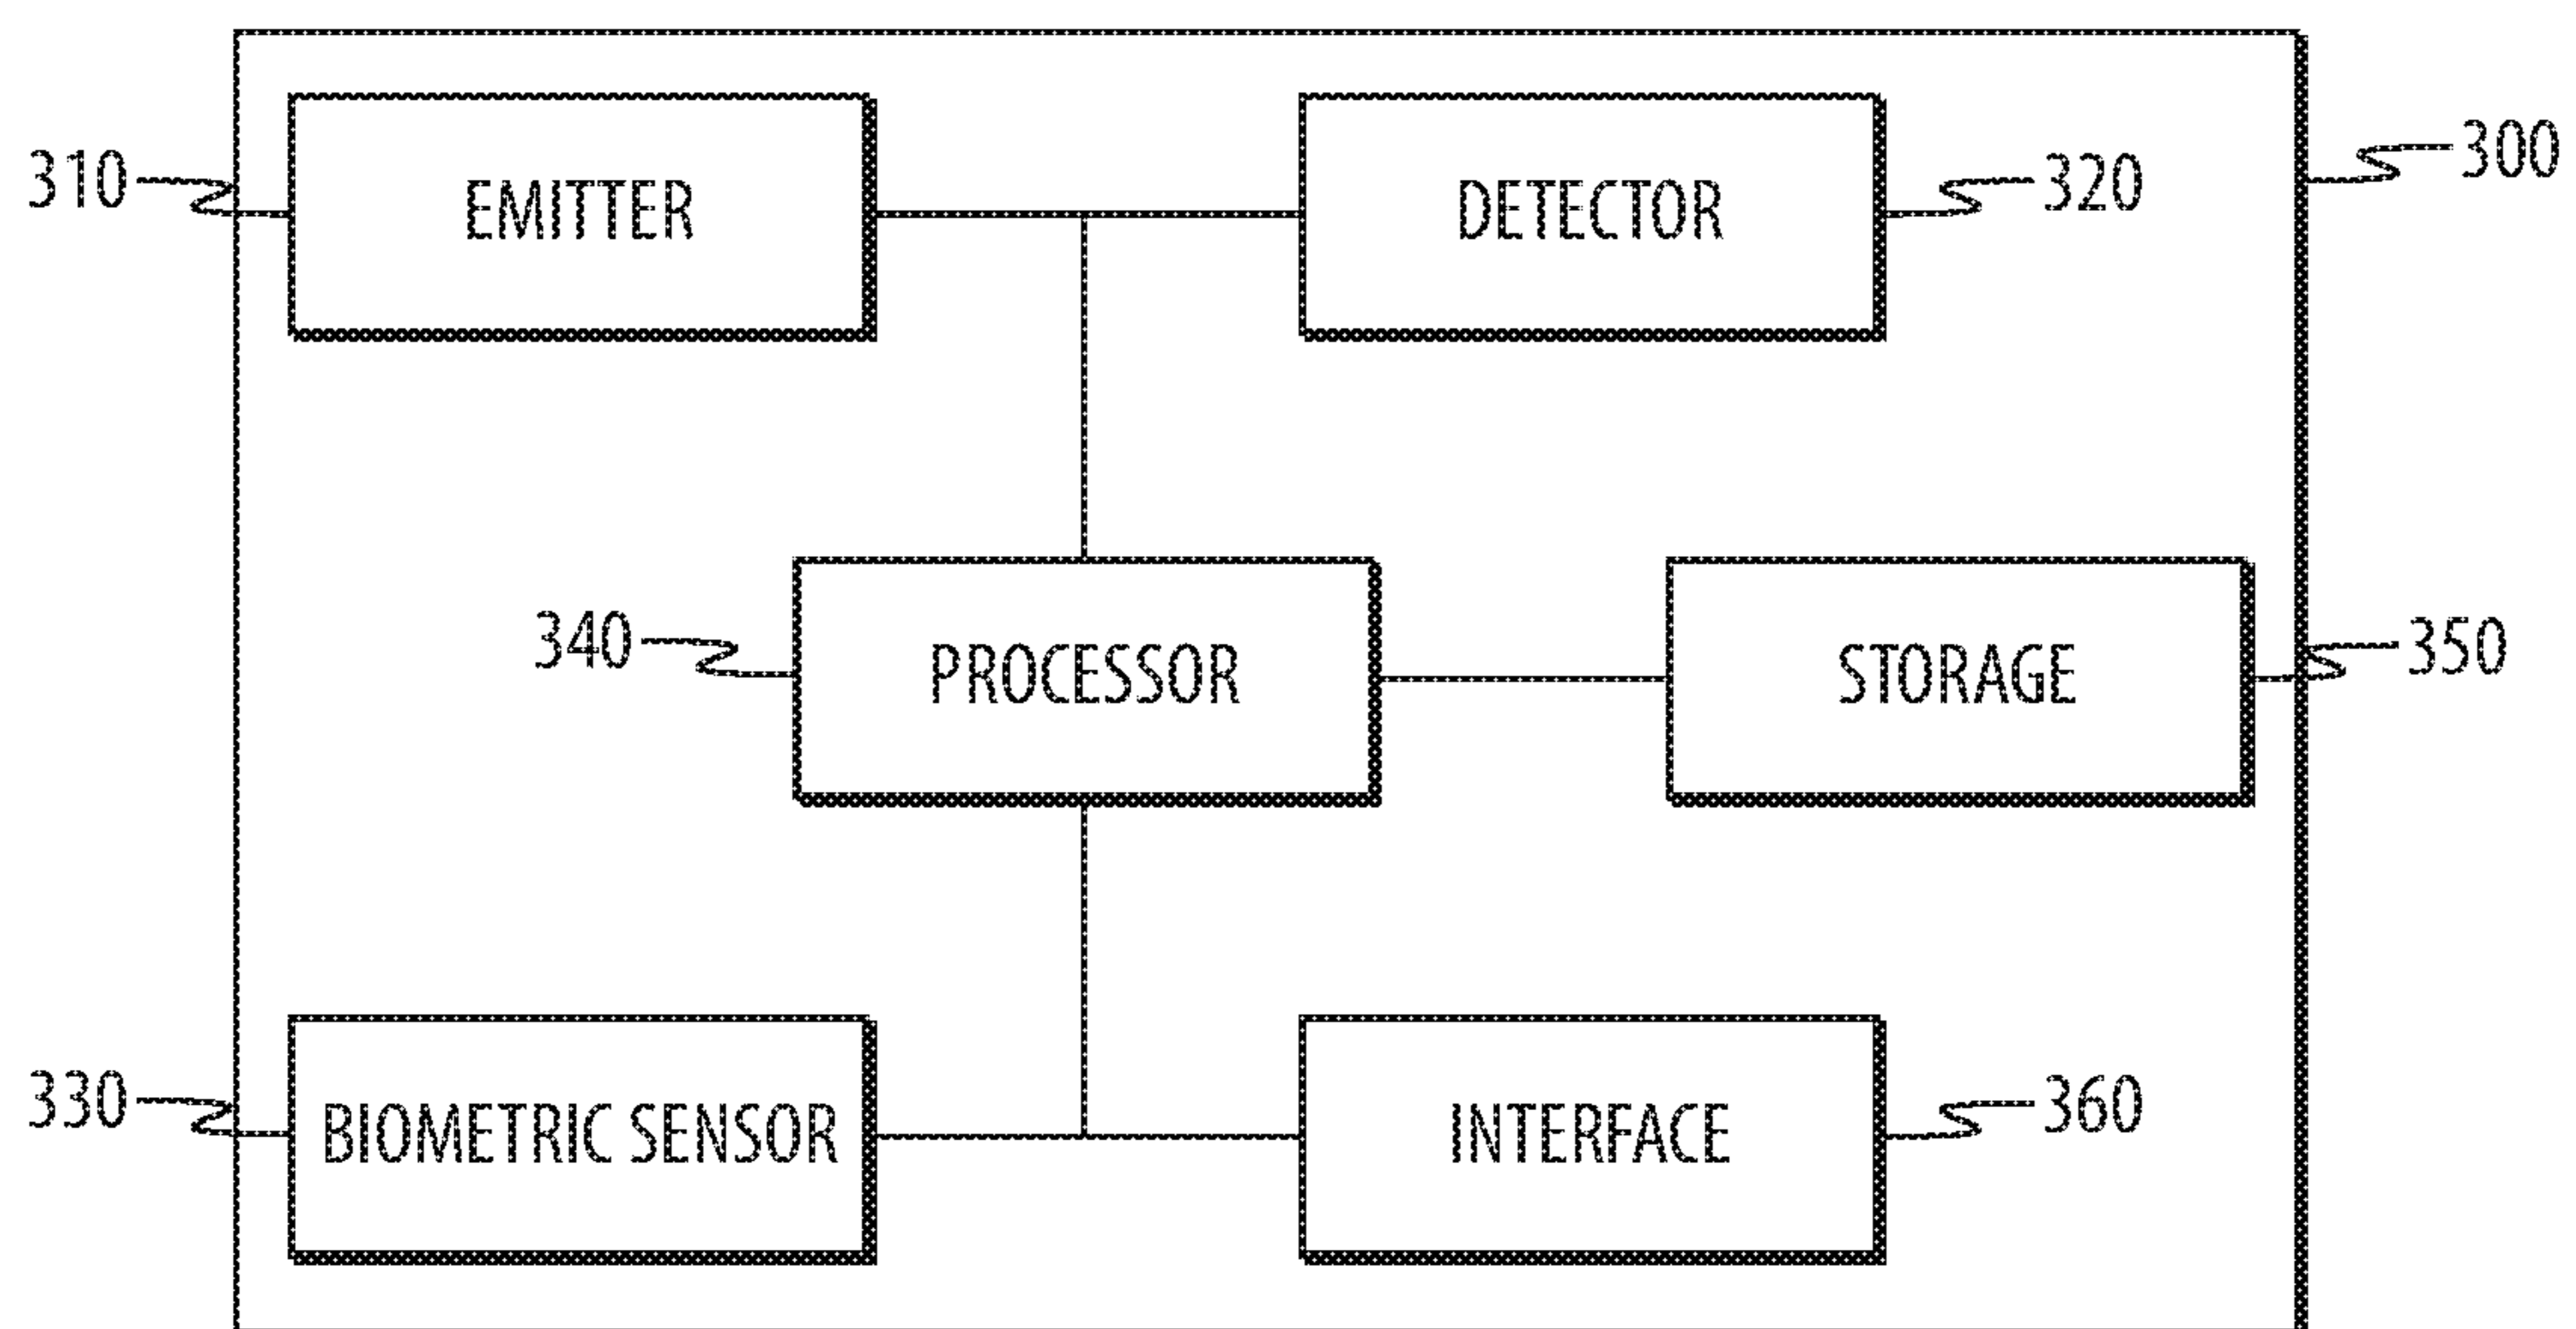 310
EMITTER
DETECTOR
320
300
340
PROCESSOR
STORAGE
350
330
BIOMETRIC SENSOR
INTERFACE
360